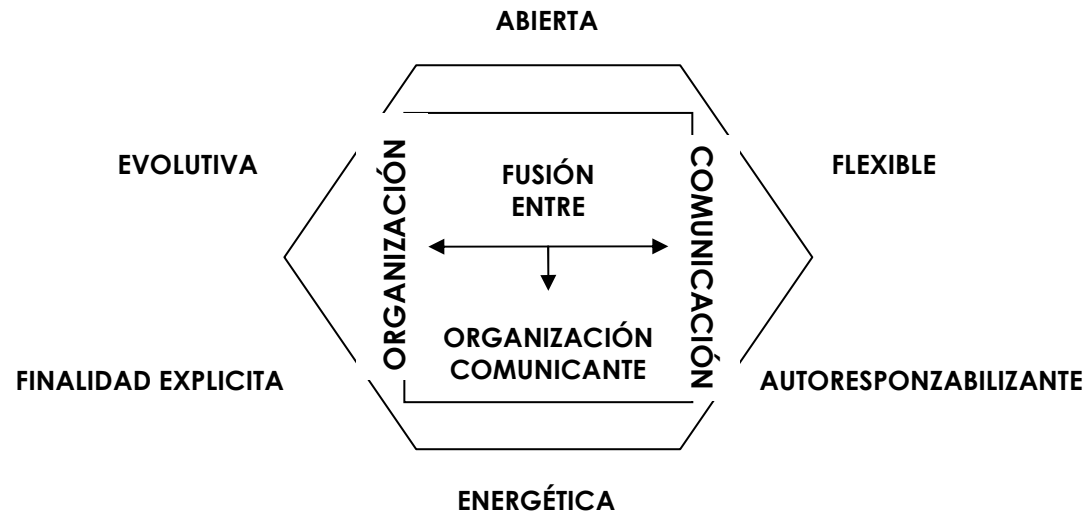 ABIERTA
EVOLUTIVA
FLEXIBLE
ORGANIZACIÓN
FUSIÓN
ENTRE
COMUNICACIÓN
ORGANIZACIÓN
COMUNICANTE
FINALIDAD EXPLICITA
AUTORESPONZABILIZANTE
ENERGÉTICA